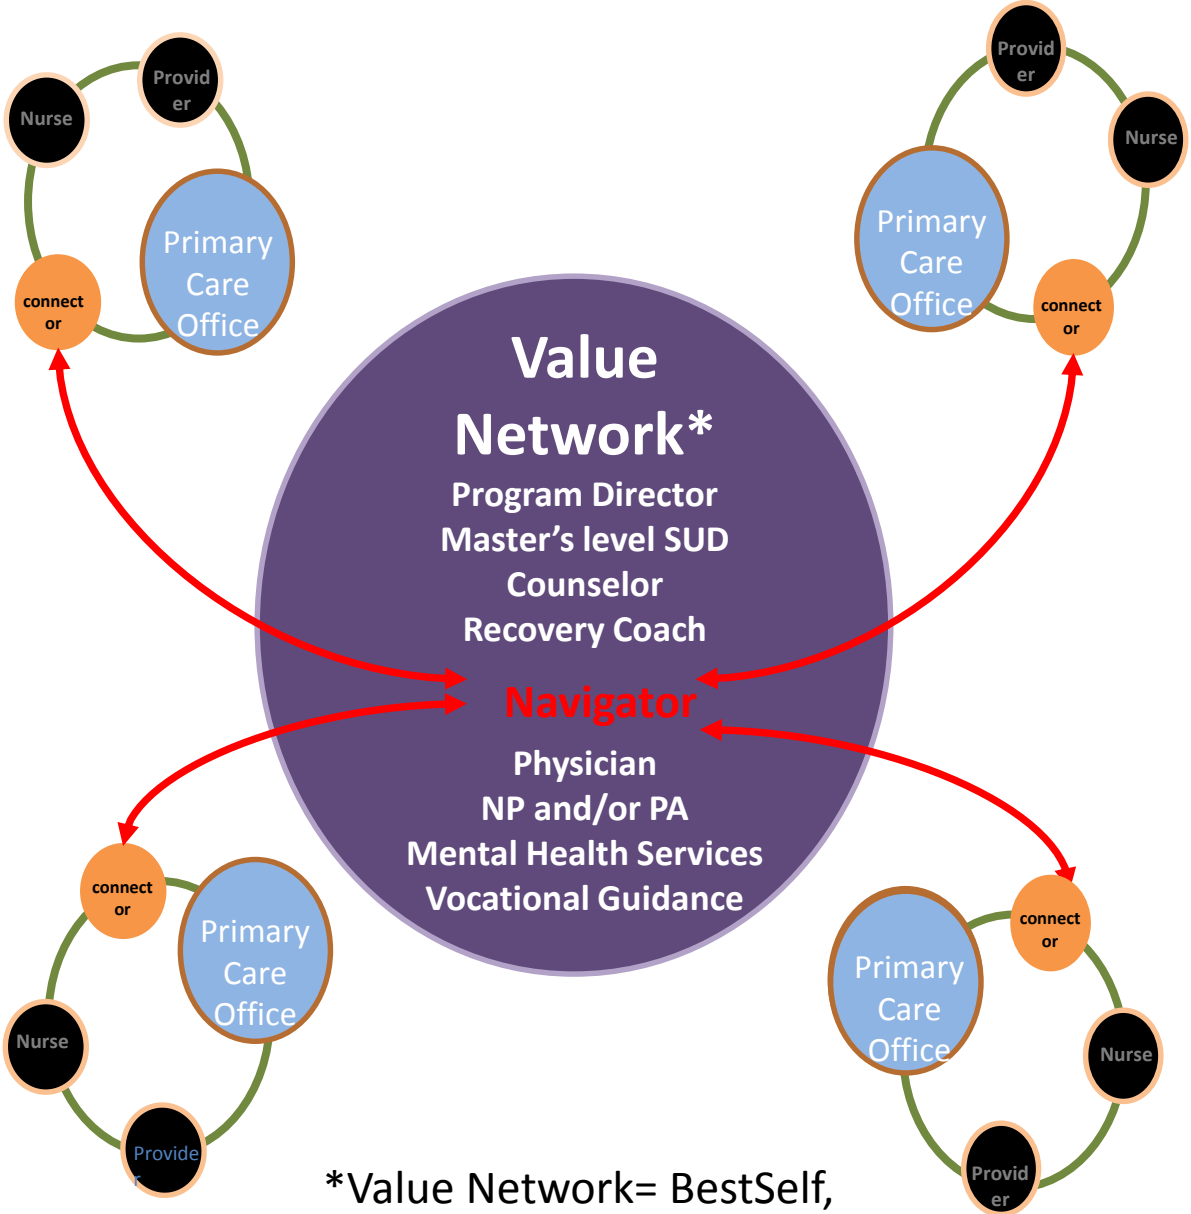 Provid
er
Nurse
Primary
Care
Office
connect
or
Provid
er
Nurse
Primary
Care
Office
connect
or
Value
Network*
Program Director
Master’s level SUD
Counselor
Recovery Coach
Navigator
Physician
NP and/or PA
Mental Health Services
Vocational Guidance
connect
or
Primary
Care
Office
Nurse
Provide
r
connect
or
Primary
Care
Office
Nurse
Provid
er
*Value Network= BestSelf,